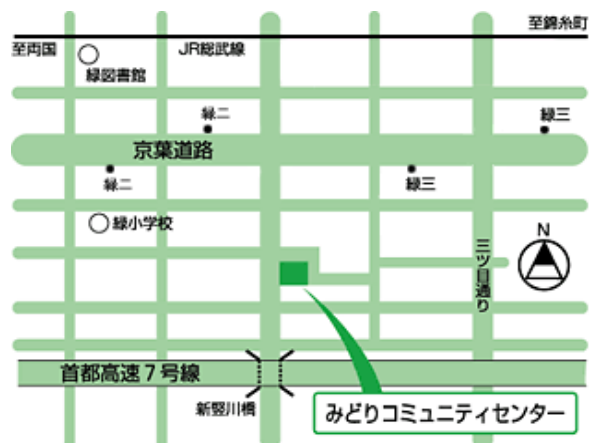 至錦糸町
至両国
JR総武線
緑図書館
緑二
緑三
京葉道路
緑二
緑三
緑小学校
N
三ツ目通り
首都高速7号線
新竪川橋
みどりコミュニティセンター